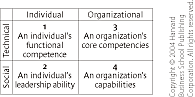 Individual Organizational
Technical
1
An individual's
functional
competence
3
An organization's
core competencies
Social
2
An individual's
leadership ability
4
An organization's
capabilities
Copyright © 2004 Harvard
Business School Publishing
Corporation. All rights reserved.